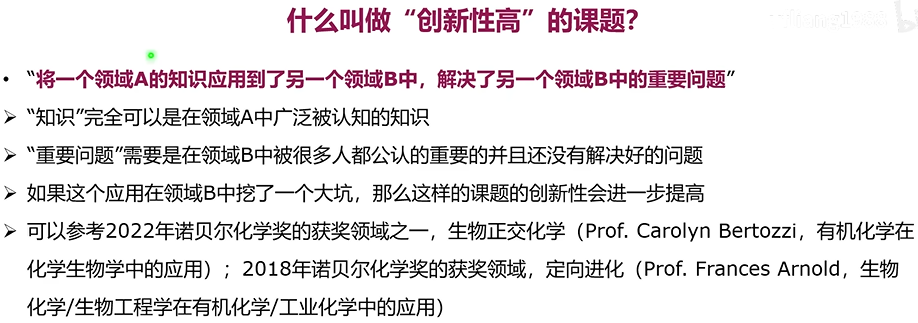 什么叫做“创新性高”的课题？
• “将一个领域A的知识应用到了另一个领域B中，解决了另一个领域B中的重要问题”
➢ “知识”完全可以是在领域A中广泛被认知的知识
➢ “重要问题”需要是在领域B中被很多人都公认的重要的并且还没有解决好的问题
➢ 如果这个应用在领域B中挖了一个大坑，那么这样的课题的创新性会进一步提高
➢ 可以参考2022年诺贝尔化学奖的获奖领域之一，生物正交化学（Prof. Carolyn Bertozzi，有机化学在
化学生物学中的应用）；2018年诺贝尔化学奖的获奖领域，定向进化（Prof. Frances Arnold，生物
化学/生物工程学在有机化学/工业化学中的应用）